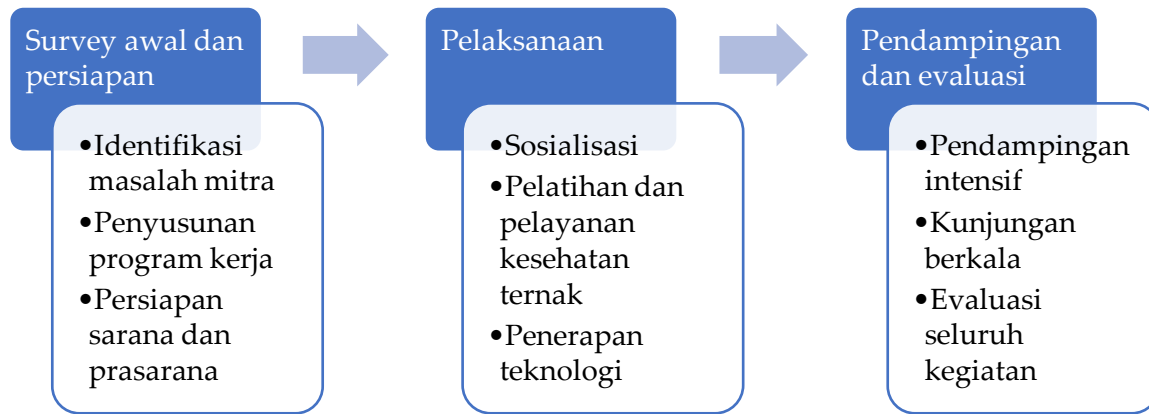 Survey awal dan
persiapan
•Identifikasi
masalah mitra
•Penyusunan
program kerja
•Persiapan
sarana dan
prasarana
Pelaksanaan
•Sosialisasi
•Pelatihan dan
pelayanan
kesehatan
ternak
•Penerapan
teknologi
Pendampingan
dan evaluasi
•Pendampingan
intensif
•Kunjungan
berkala
•Evaluasi
seluruh
kegiatan